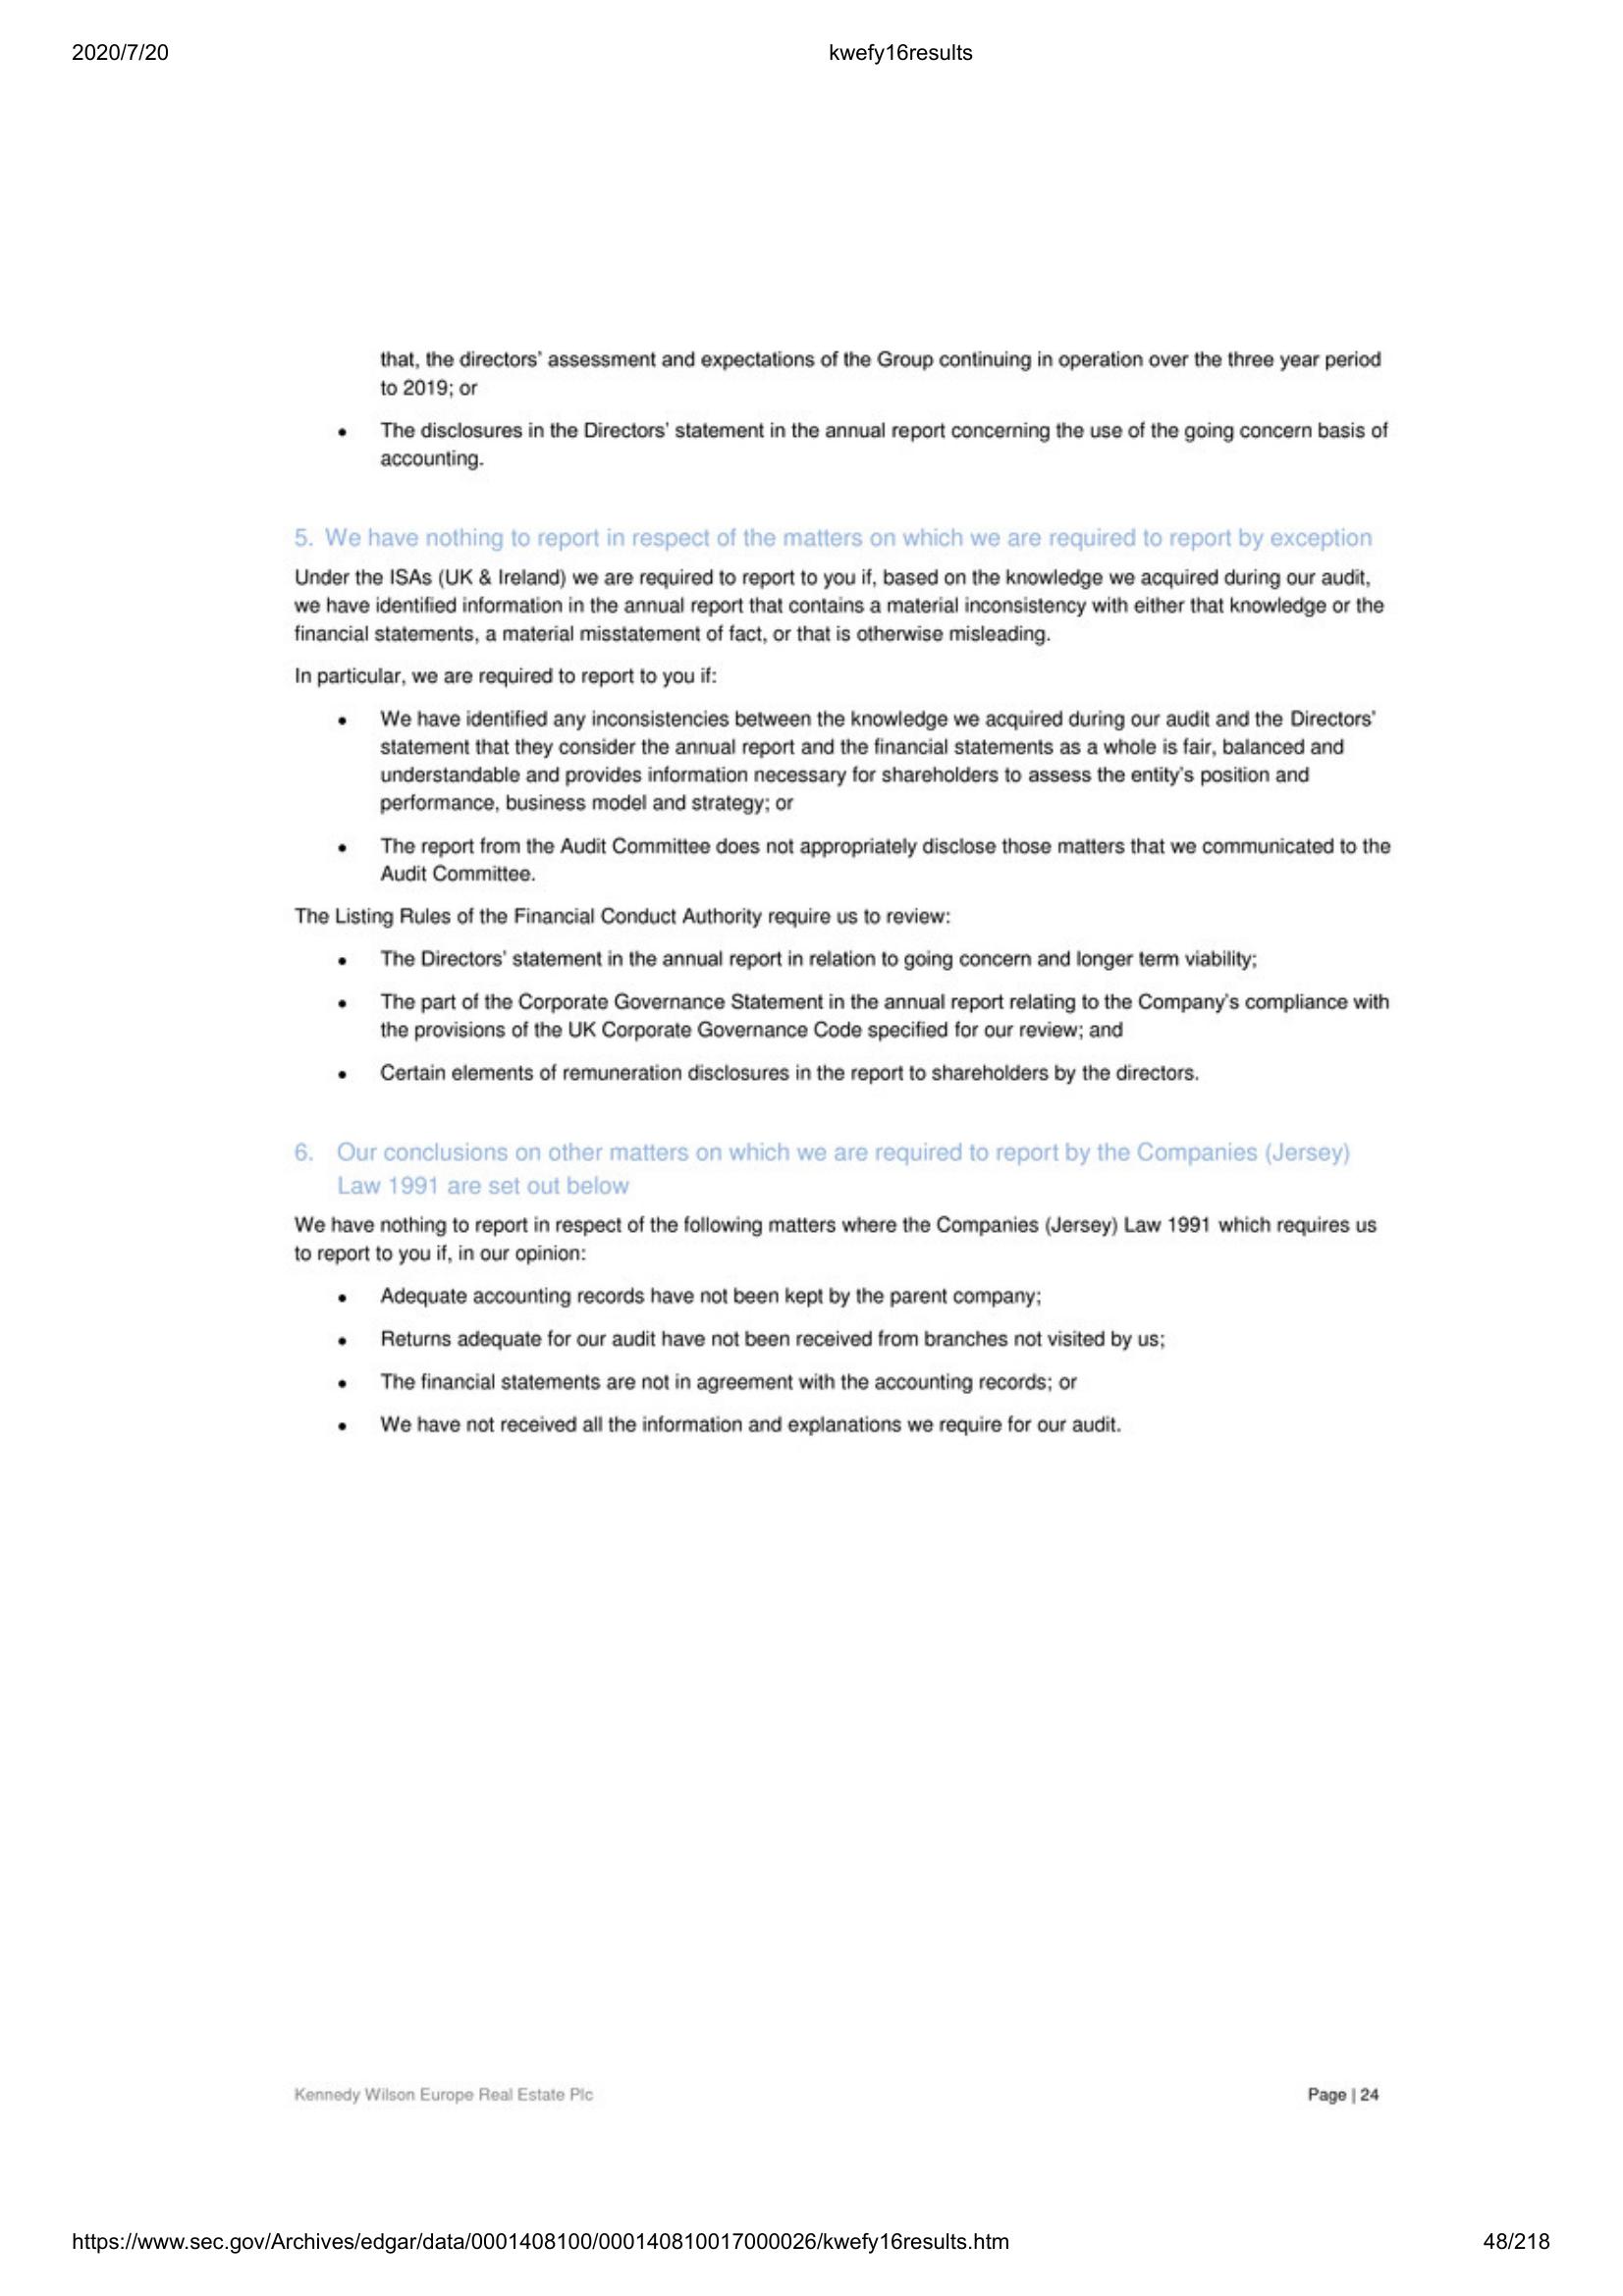 2020/7/20 kwefy16results
that, the directors' assessment and expectations of the Group continuing in operation over the three year period
to 2019; or
• The disclosures in the Directors' statement in the annual report concerning the use of the going concern basis of
accounting.
5. We have nothing to report in respect of the matters on which we are required to report by exception
Under the ISAs (UK & Ireland) we are required to report to you if, based on the knowledge we acquired during our audit,
we have identified information in the annual report that contains a material inconsistency with either that knowledge or the
financial statements, a material misstatement of fact, or that is otherwise misleading.
In particular, we are required to report to you if:
• We have identified any inconsistencies between the knowledge we acquired during our audit and the Directors'
statement that they consider the annual report and the financial statements as a whole is fair, balanced and
understandable and provides information necessary for shareholders to assess the entity's position and
performance, business model and strategy; or
• The report from the Audit Committee does not appropriately disclose those matters that we communicated to the
Audit Committee.
The Listing Rules of the Financial Conduct Authority require us to review:
• The Directors' statement in the annual report in relation to going concern and longer term viability;
• The part of the Corporate Governance Statement in the annual report relating to the Company's compliance with
the provisions of the UK Corporate Governance Code specified for our review; and
• Certain elements of remuneration disclosures in the report to shareholders by the directors.
6. Our conclusions on other matters on which we are required to report by the Companies (Jersey)
Law 1991 are set out below
We have nothing to report in respect of the following matters where the Companies (Jersey) Law 1991 which requires us
to report to you if, in our opinion:
• Adequate accounting records have not been kept by the parent company;
• Returns adequate for our audit have not been received from branches not visited by us;
• The financial statements are not in agreement with the accounting records; or
• We have not received all the information and explanations we require for our audit.
Kennedy Wilson Europe Real Estate Plc Page | 24
https://www.sec.gov/Archives/edgar/data/0001408100/000140810017000026/kwefy16results.htm 48/218